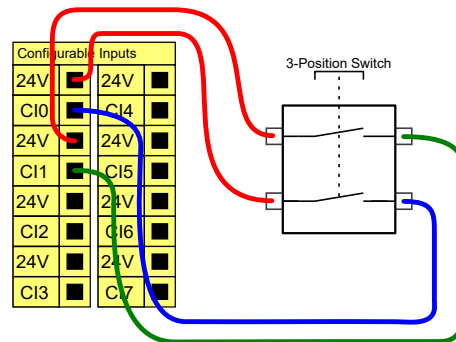 Configurable Inputs
3-Position Switch
24V 24V
CI0 CI4
24V 24V
CI1 CI5
24V 24V
CI2 CI6
24V 24V
CI3 CI7